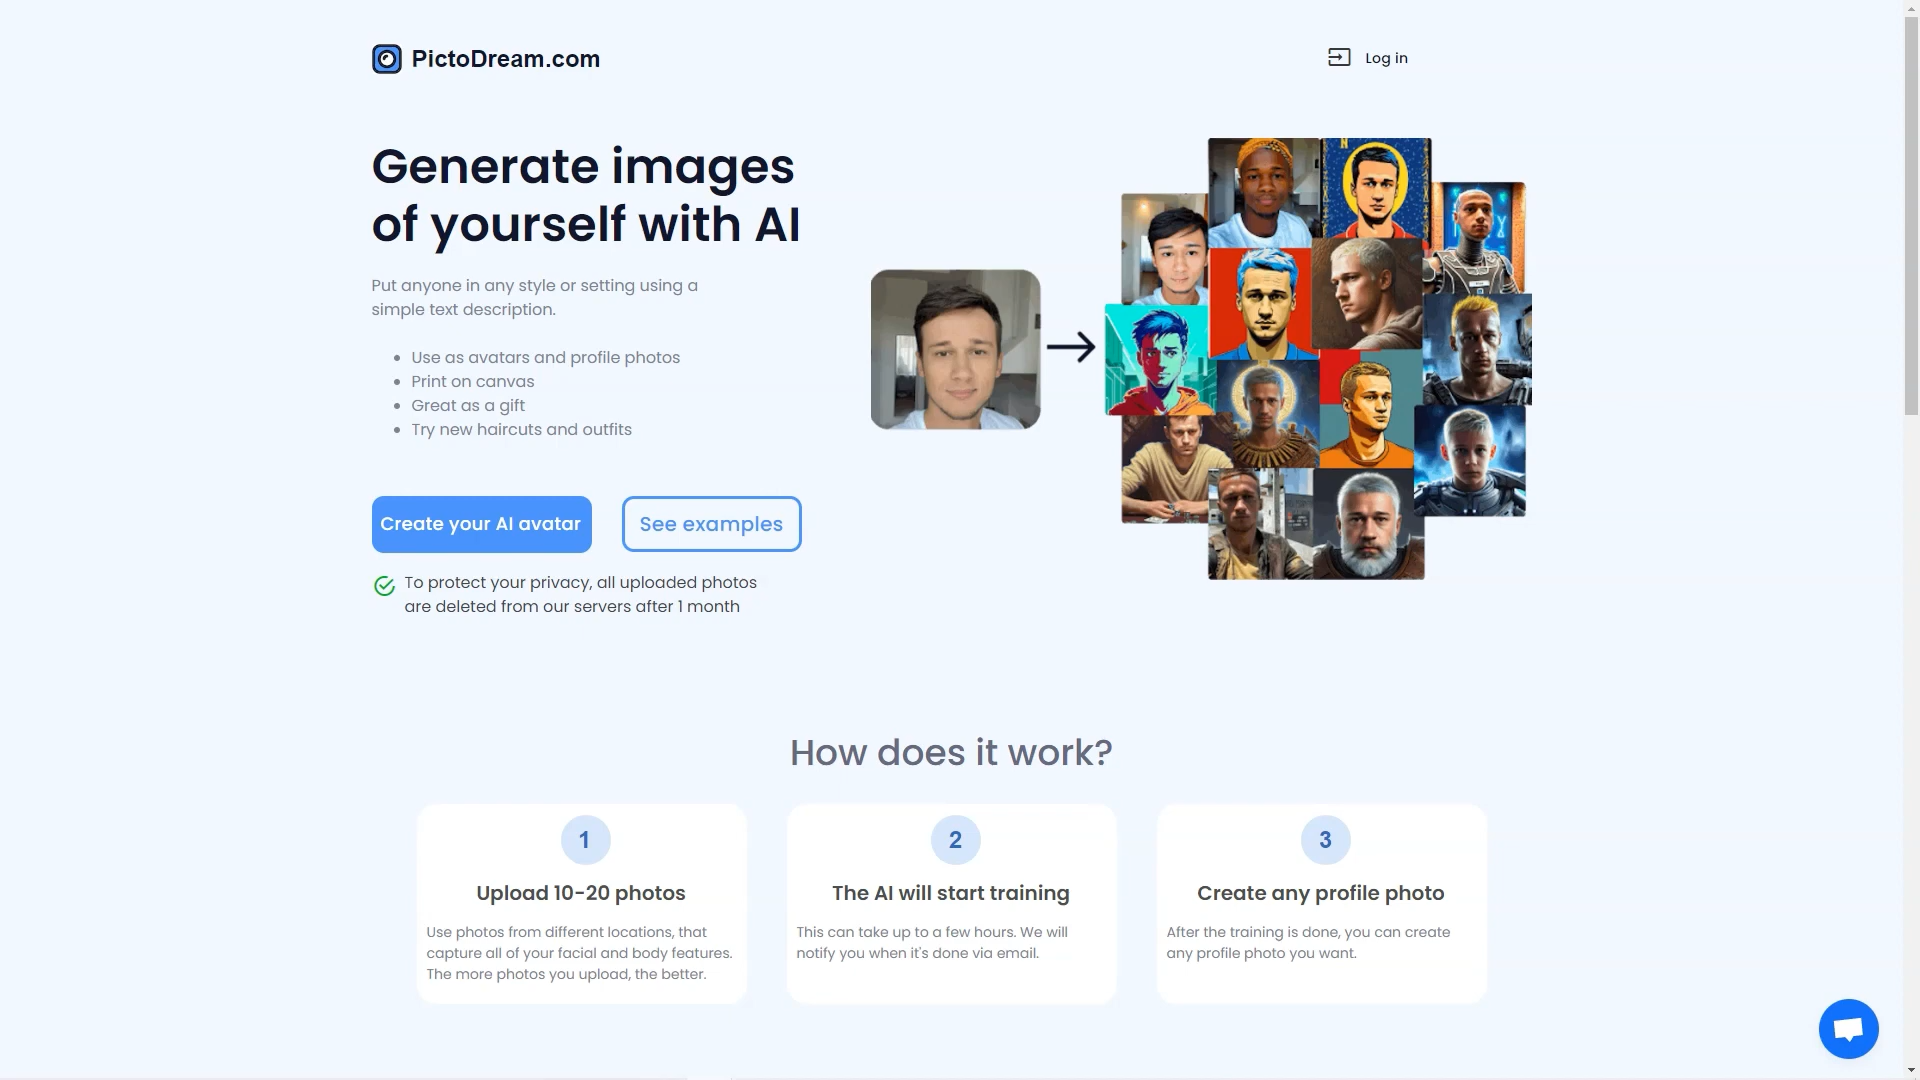 PictoDream.com
Log in
Generate images
of yourself with AI
Put anyone in any style or setting using a
simple text description.
Use as avatars and profile photos
Print on canvas
Great as a gift
Try new haircuts and outfits
Create your AI avatar
See examples
To protect your privacy, all uploaded photos
are deleted from our servers after 1 month
How does it work?
1
Upload 10-20 photos
Use photos from different locations, that
capture all of your facial and body features.
The more photos you upload, the better.
2
The AI will start training
This can take up to a few hours. We will
notify you when it's done via email.
3
Create any profile photo
After the training is done, you can create
any profile photo you want.